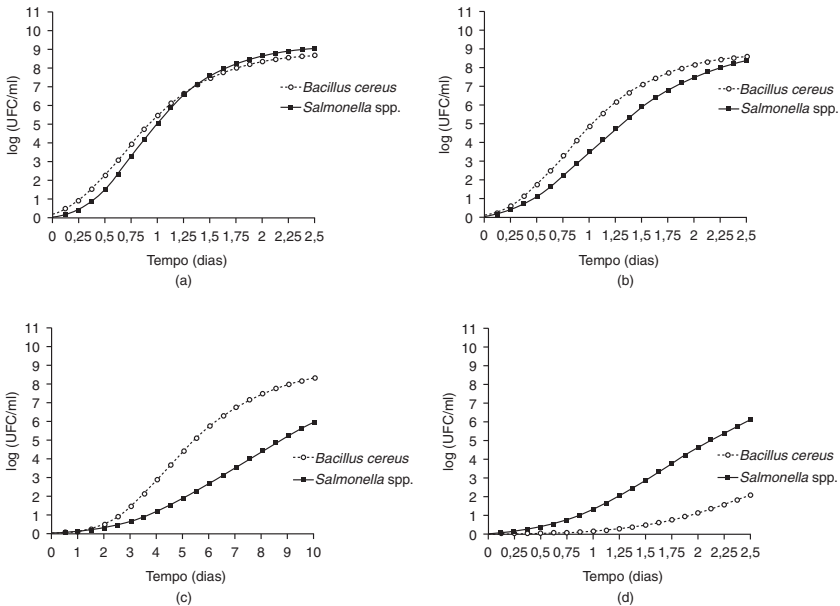 11
10
9
8
7
6
5
4
3
2
1
0
log (UFC/ml)
Bacillus cereus
Salmonella spp.
0 0,25 0,5 0,75 1 1,25 1,5 1,75 2 2,25 2,5
Tempo (dias)
(a)
11
10
9
8
7
6
5
4
3
2
1
0
log (UFC/ml)
Bacillus cereus
Salmonella spp.
0 0,25 0,5 0,75 1 1,25 1,5 1,75 2 2,25 2,5
Tempo (dias)
(b)
11
10
9
8
7
6
5
4
3
2
1
0
log (UFC/ml)
Bacillus cereus
Salmonella spp.
0 1 2 3 4 5 6 7 8 9 10
Tempo (dias)
(c)
11
10
9
8
7
6
5
4
3
2
1
0
log (UFC/ml)
Bacillus cereus
Salmonella spp.
0 0,25 0,5 0,75 1 1,25 1,5 1,75 2 2,25 2,5
Tempo (dias)
(d)